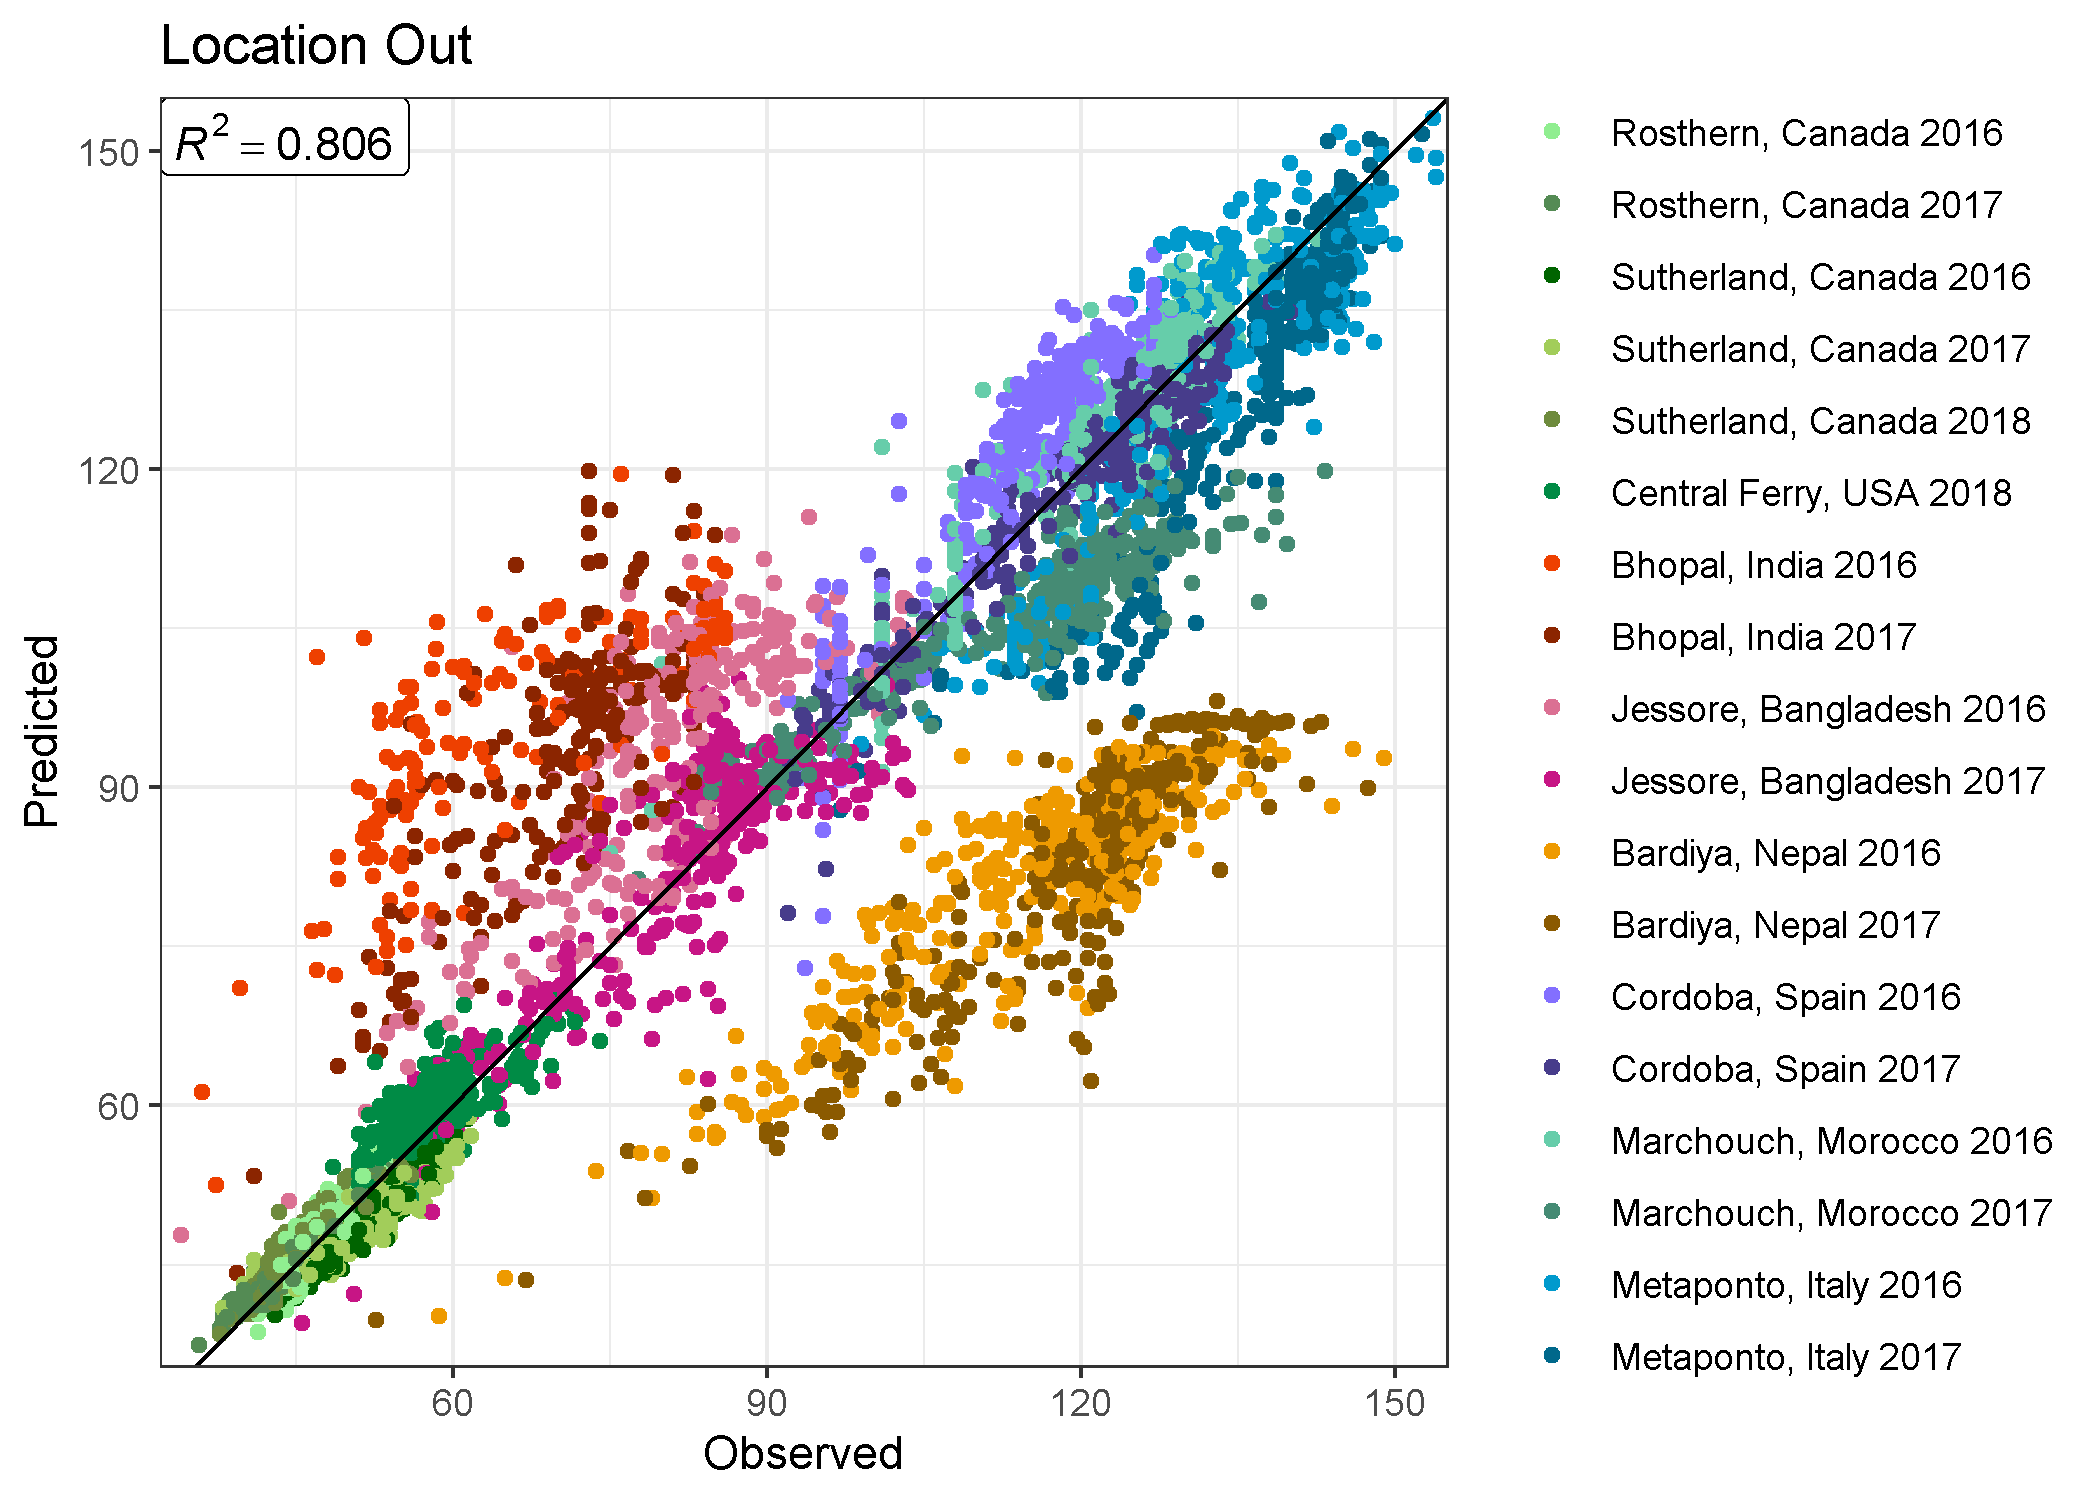 Location Out
R² = 0.806
150
120
90
60
Predicted
60 90 120 150
Observed
Rosthern, Canada 2016
Rosthern, Canada 2017
Sutherland, Canada 2016
Sutherland, Canada 2017
Sutherland, Canada 2018
Central Ferry, USA 2018
Bhopal, India 2016
Bhopal, India 2017
Jessore, Bangladesh 2016
Jessore, Bangladesh 2017
Bardiya, Nepal 2016
Bardiya, Nepal 2017
Cordoba, Spain 2016
Cordoba, Spain 2017
Marchouch, Morocco 2016
Marchouch, Morocco 2017
Metaponto, Italy 2016
Metaponto, Italy 2017